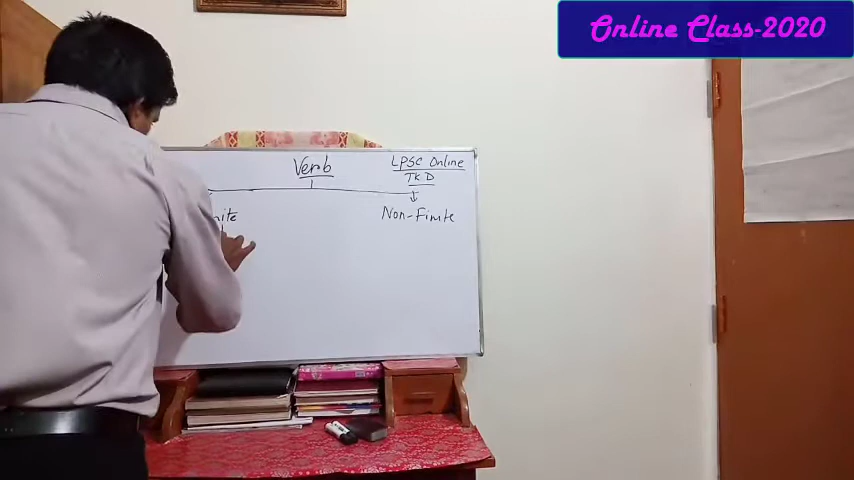 Online Class-2020
Verb
LPSC Online
TKD
Non-Finite